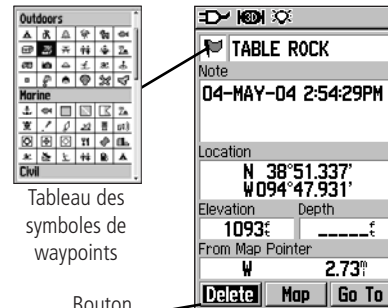 Outdoors
Marine
Civil
Tableau des
symboles de
waypoints
Bouton
TABLE ROCK
Note
04-MAY-04 2:54:29PM
Location
N 38°51.337'
W094°47.931'
Elevation Depth
1093ft _____ft
From Map Pointer
W 2.73mi
Delete Map Go To